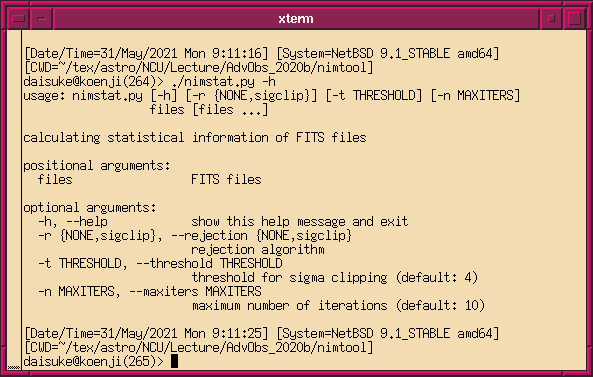 xterm
[Date/Time=31/May/2021 Mon 9:11:16] [System=NetBSD 9.1_STABLE amd64]
[CWD=~/tex/astro/NCU/Lecture/AdvObs_2020b/nimtool]
daisuke@koenji(264)> ./nimstat.py -h
usage: nimstat.py [-h] [-r {NONE,sigclip}] [-t THRESHOLD] [-n MAXITERS]
                  files [files ...]
calculating statistical information of FITS files
positional arguments:
  files                 FITS files
optional arguments:
  -h, --help            show this help message and exit
  -r {NONE,sigclip}, --rejection {NONE,sigclip}
                        rejection algorithm
  -t THRESHOLD, --threshold THRESHOLD
                        threshold for sigma clipping (default: 4)
  -n MAXITERS, --maxiters MAXITERS
                        maximum number of iterations (default: 10)
[Date/Time=31/May/2021 Mon 9:11:25] [System=NetBSD 9.1_STABLE amd64]
[CWD=~/tex/astro/NCU/Lecture/AdvObs_2020b/nimtool]
daisuke@koenji(265)>